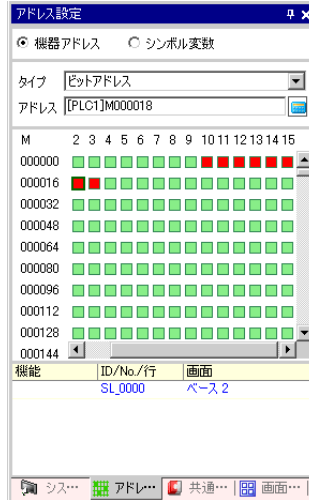 アドレス設定
機器アドレス シンボル変数
タイプ ビットアドレス
アドレス [PLC1]M000018
M 2 3 4 5 6 7 8 9 10 11 12 13 14 15
000000
000016
000032
000048
000064
000080
000096
000112
000128
000144
機能 ID/No./行 画面
SL_0000 ベース 2
シス… アドレ… 共通… 画面…